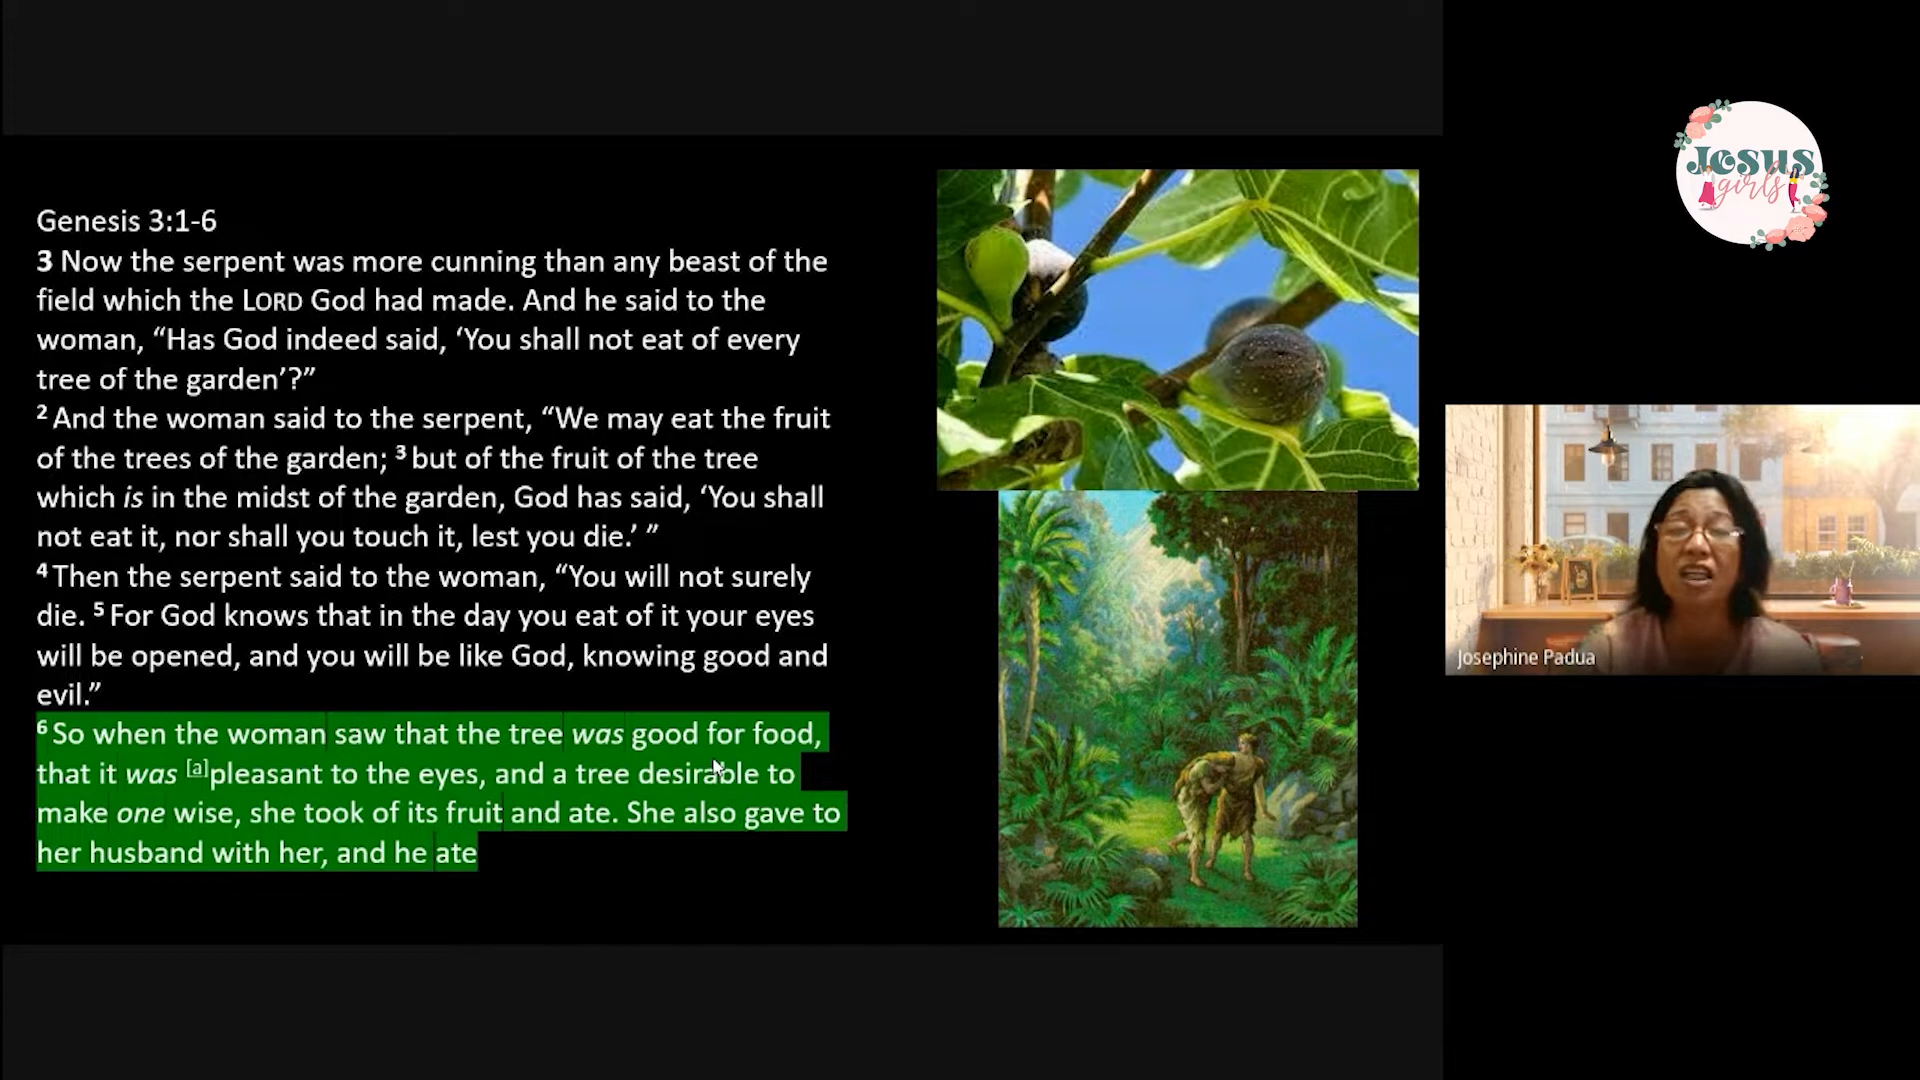 Genesis 3:1-6
3 Now the serpent was more cunning than any beast of the
field which the LORD God had made. And he said to the
woman, “Has God indeed said, ‘You shall not eat of every
tree of the garden’?”
2 And the woman said to the serpent, “We may eat the fruit
of the trees of the garden; 3 but of the fruit of the tree
which is in the midst of the garden, God has said, ‘You shall
not eat it, nor shall you touch it, lest you die.’ ”
4 Then the serpent said to the woman, “You will not surely
die. 5 For God knows that in the day you eat of it your eyes
will be opened, and you will be like God, knowing good and
evil.”
6 So when the woman saw that the tree was good for food,
that it was [a]pleasant to the eyes, and a tree desirable to
make one wise, she took of its fruit and ate. She also gave to
her husband with her, and he ate
Jesus
girls
Josephine Padua